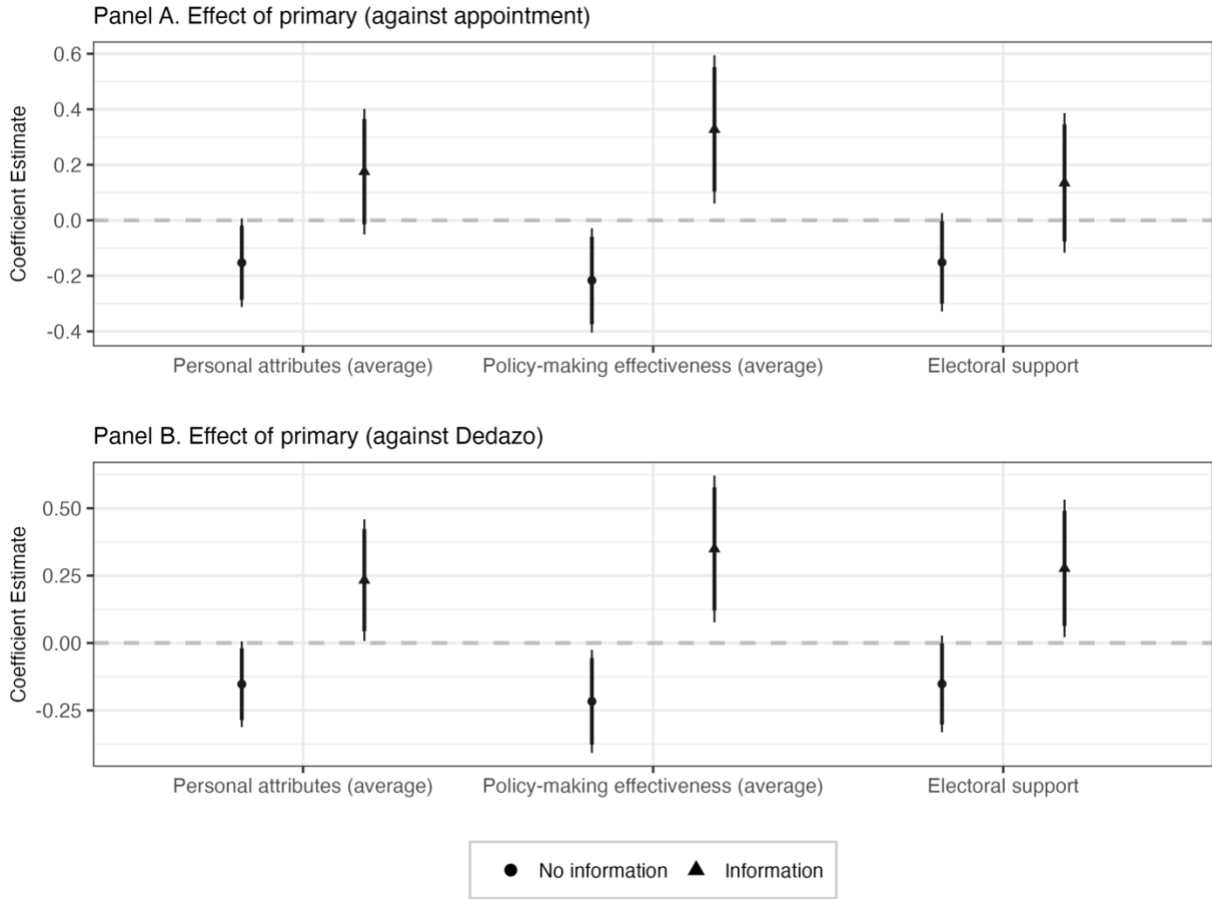 Panel A. Effect of primary (against appointment)
Coefficient Estimate
0.6
0.4
0.2
0.0
-0.2
-0.4
Personal attributes (average) Policy-making effectiveness (average) Electoral support
Panel B. Effect of primary (against Dedazo)
Coefficient Estimate
0.50
0.25
0.00
-0.25
Personal attributes (average) Policy-making effectiveness (average) Electoral support
No information Information